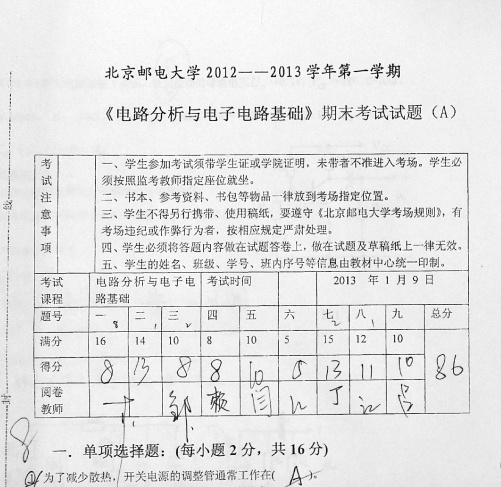 北京邮电大学 2012——2013 学年第一学期
《电路分析与电子电路基础》期末考试试题（A）
考试注意事项
一、学生参加考试须带学生证或学院证明，未带者不准进入考场。学生必
须按照监考教师指定座位就坐。
二、书本、参考资料、书包等物品一律放到考场指定位置。
三、学生不得另行携带、使用稿纸，要遵守《北京邮电大学考场规则》，有
考场违纪或作弊行为者，按相应规定严肃处理。
四、学生必须将答题内容做在试题答卷上，做在试题及草稿纸上一律无效。
五、学生的姓名、班级、学号、班内序号等信息由教材中心统一印制。
考试 电路分析与电子电 考试时间 2013 年 1 月 9 日
课程 路基础
题号 一 8 二 1 三 2 四 五 六 七 2 八 1 九 总分
满分 16 14 10 8 10 5 15 12 10
得分 8 13 8 8 10 5 13 11 10 86
阅卷 赖 闫 丁
教师
线
封
8
一．单项选择题：(每小题 2 分，共 16 分)
为了减少散热，开关电源的调整管通常工作在( A )。